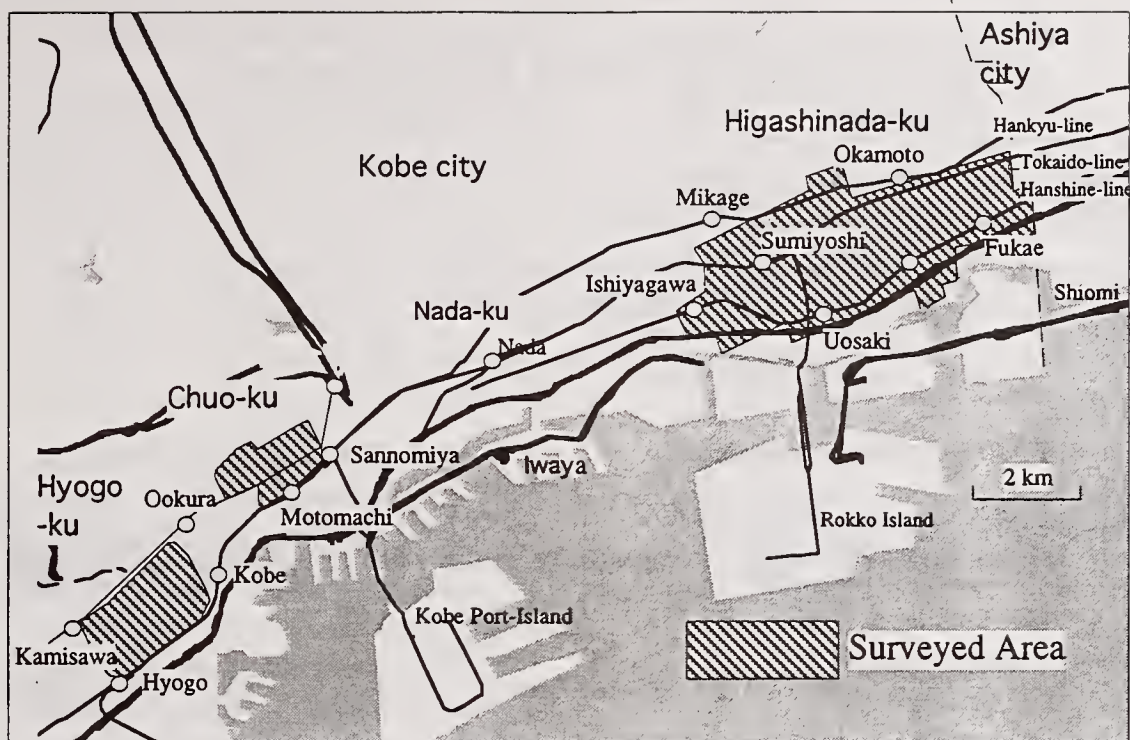 Ashiya
city
Higashinada-ku
Hankyu-line
Okamoto
Tokaido-line
Kobe city
Hanshine-line
Mikage
Sumiyoshi
Fukae
Ishiyagawa
Shiomi
Nada-ku
Uosaki
Nada
Chuo-ku
Sannomiya
Iwaya
Hyogo
-ku
Ookura
2 km
Motomachi
Rokko Island
Kobe
Kobe Port-Island
Kamisawa
Surveyed Area
Hyogo